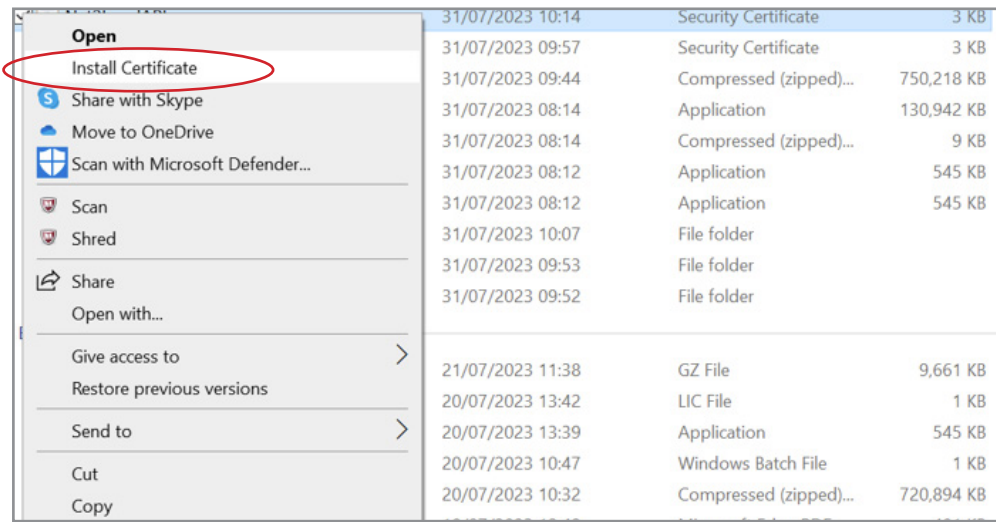 31/07/2023 10:14 Security Certificate 3 KB
Open
31/07/2023 09:57 Security Certificate 3 KB
Install Certificate
31/07/2023 09:44 Compressed (zipped)... 750,218 KB
Share with Skype
31/07/2023 08:14 Application 130,942 KB
Move to OneDrive
31/07/2023 08:14 Compressed (zipped)... 9 KB
Scan with Microsoft Defender...
31/07/2023 08:12 Application 545 KB
Scan
31/07/2023 08:12 Application 545 KB
Shred
31/07/2023 10:07 File folder
31/07/2023 09:53 File folder
Share
31/07/2023 09:52 File folder
Open with...
Give access to
21/07/2023 11:38 GZ File 9,661 KB
Restore previous versions
20/07/2023 13:42 LIC File 1 KB
Send to
20/07/2023 13:39 Application 545 KB
20/07/2023 10:47 Windows Batch File 1 KB
Cut
20/07/2023 10:32 Compressed (zipped)... 720,894 KB
Copy